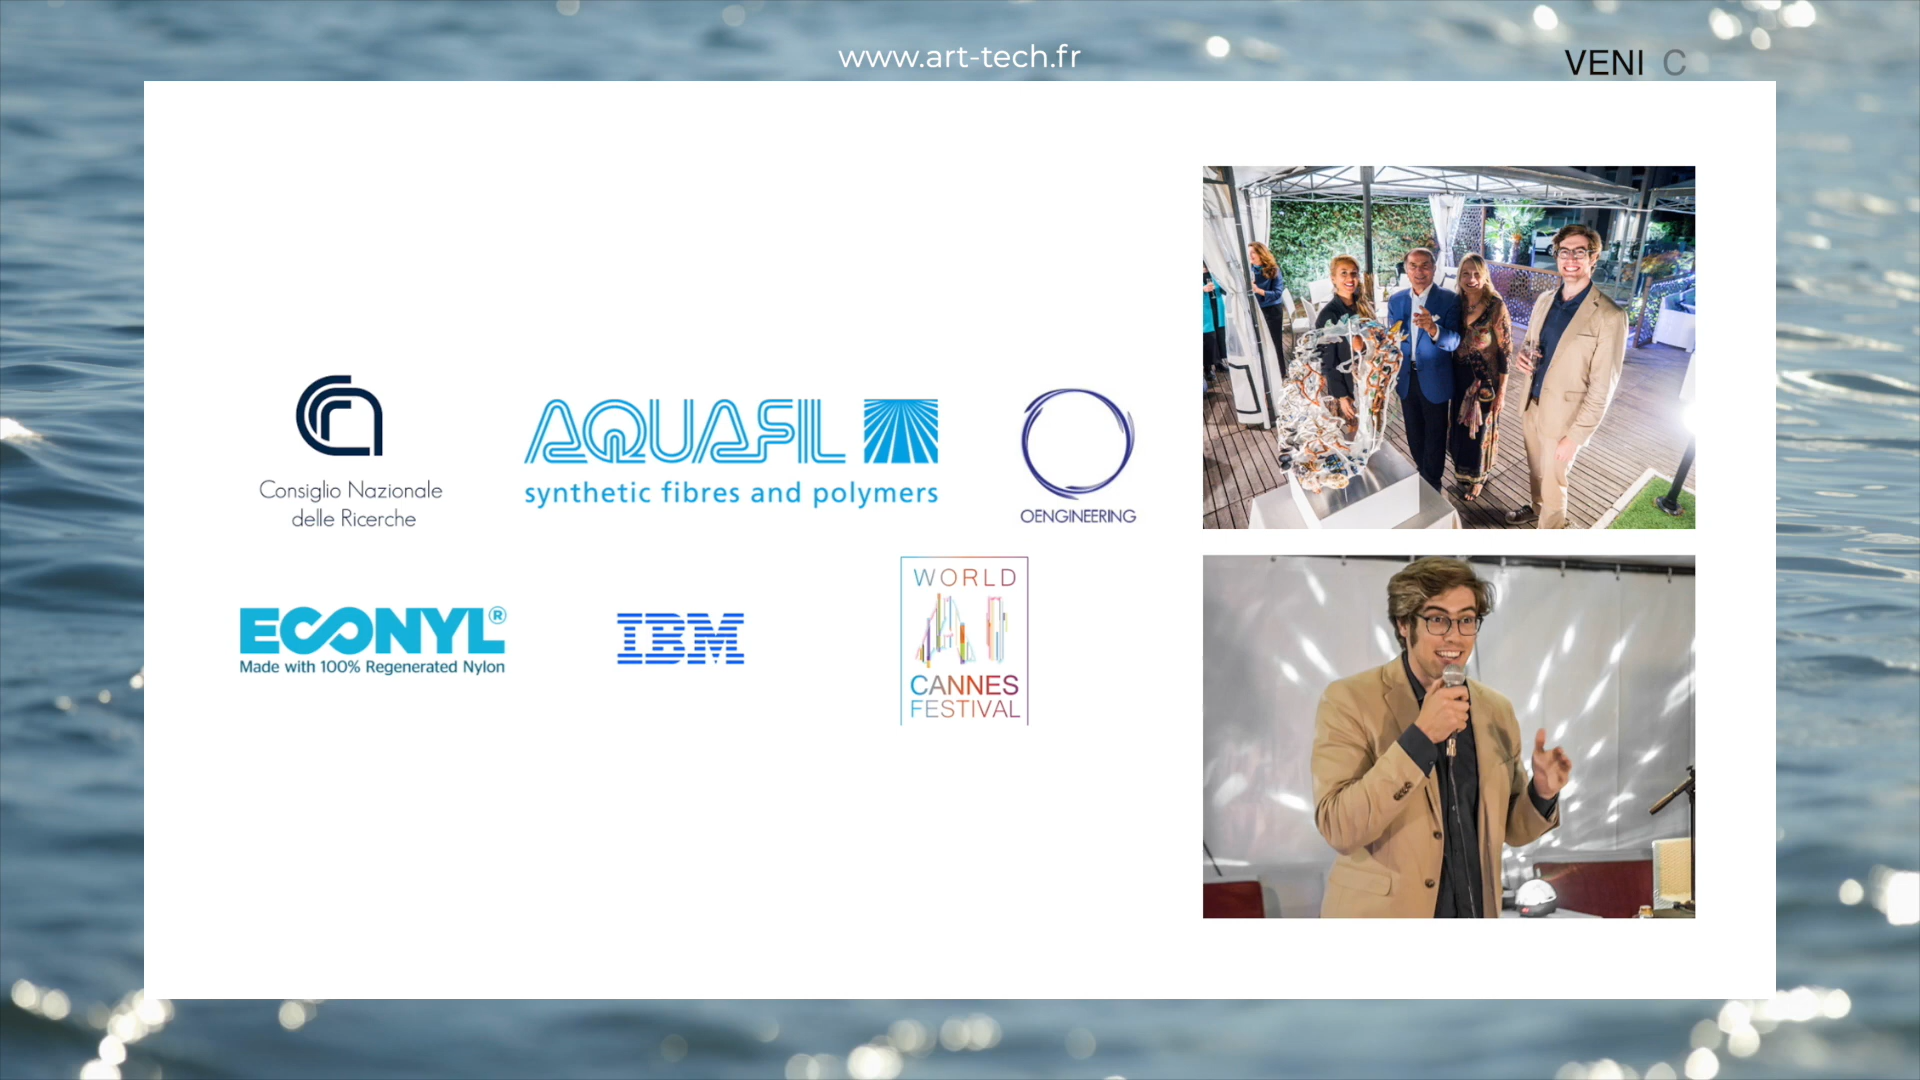 www.art-tech.fr
VENI C
Consiglio Nazionale
delle Ricerche
AQUAFIL
synthetic fibres and polymers
OENGINEERING
ECONYL®
Made with 100% Regenerated Nylon
IBM
WORLD
AI
CANNES
FESTIVAL